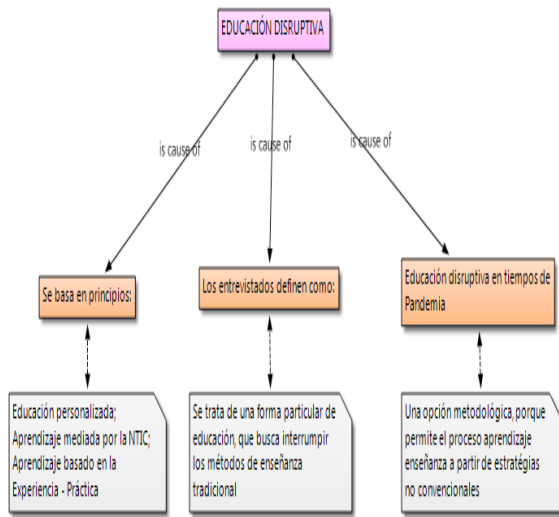 EDUCACIÓN DISRUPTIVA
is cause of
is cause of
is cause of
Se basa en principios:
Los entrevistados definen como:
Educación disruptiva en tiempos de
Pandemia
Educación personalizada;
Aprendizaje mediada por la NTIC;
Aprendizaje basado en la
Experiencia - Práctica
Se trata de una forma particular de
educación, que busca interrumpir
los métodos de enseñanza
tradicional
Una opción metodológica, porque
permite el proceso aprendizaje
enseñanza a partir de estratégias
no convencionales